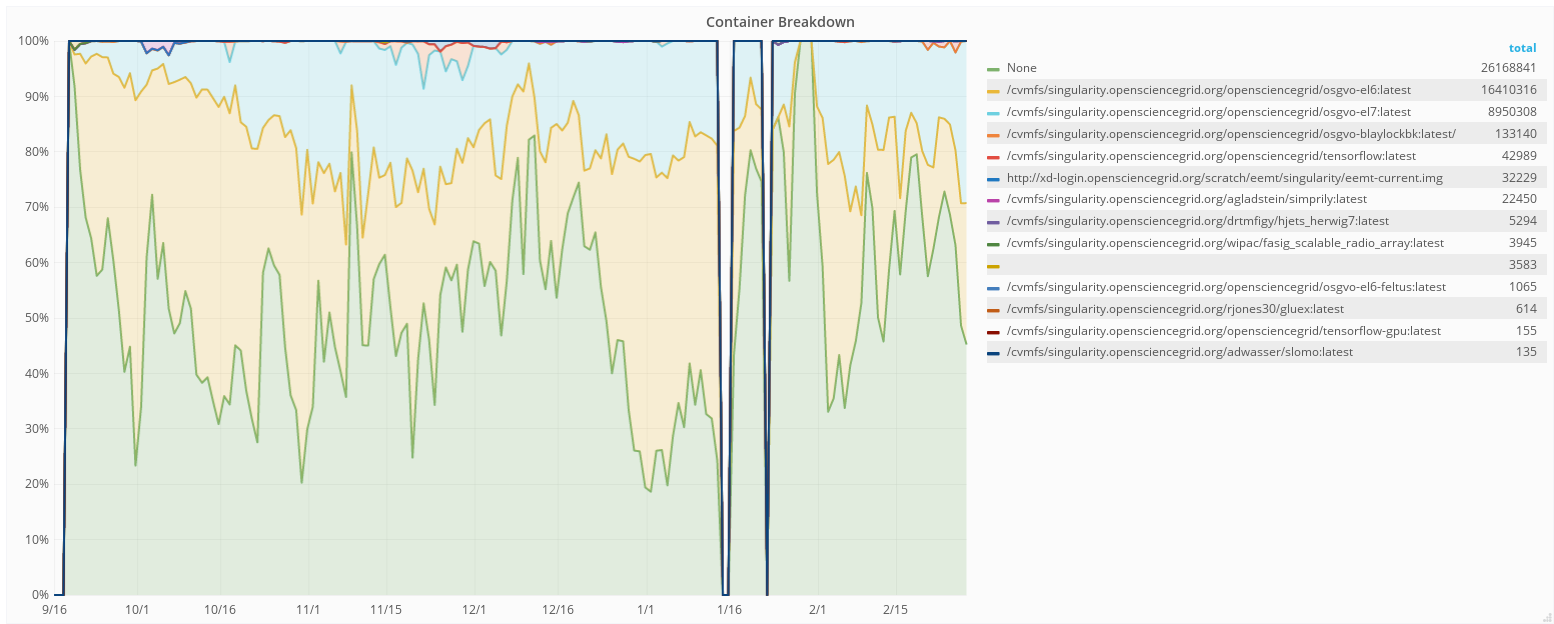 Container Breakdown
100%
90%
80%
70%
60%
50%
40%
30%
20%
10%
0%
9/16 10/1 10/16 11/1 11/15 12/1 12/16 1/1 1/16 2/1 2/15
total
None 26168841
/cvmfs/singularity.opensciencegrid.org/opensciencegrid/osgvo-el6:latest 16410316
/cvmfs/singularity.opensciencegrid.org/opensciencegrid/osgvo-el7:latest 8950308
/cvmfs/singularity.opensciencegrid.org/opensciencegrid/osgvo-blaylockbk:latest/ 133140
/cvmfs/singularity.opensciencegrid.org/opensciencegrid/tensorflow:latest 42989
http://xd-login.opensciencegrid.org/scratch/eemt/singularity/eemt-current.img 32229
/cvmfs/singularity.opensciencegrid.org/agladstein/simprily:latest 22450
/cvmfs/singularity.opensciencegrid.org/drtmfigy/hjets_herwig7:latest 5294
/cvmfs/singularity.opensciencegrid.org/wipac/fasig_scalable_radio_array:latest 3945
3583
/cvmfs/singularity.opensciencegrid.org/opensciencegrid/osgvo-el6-feltus:latest 1065
/cvmfs/singularity.opensciencegrid.org/rjones30/gluex:latest 614
/cvmfs/singularity.opensciencegrid.org/opensciencegrid/tensorflow-gpu:latest 155
/cvmfs/singularity.opensciencegrid.org/adwasser/slomo:latest 135